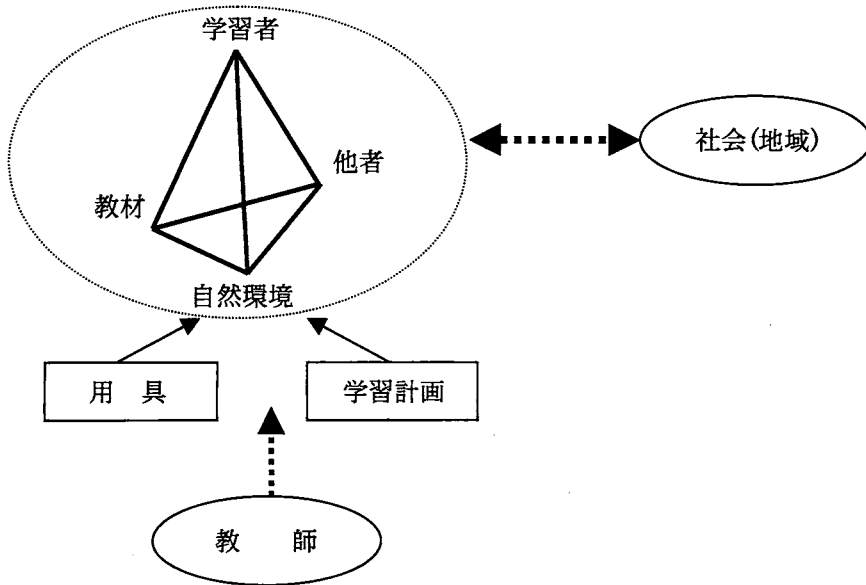 学習者
社会(地域)
他者
教材
自然環境
用 具
学習計画
教 師